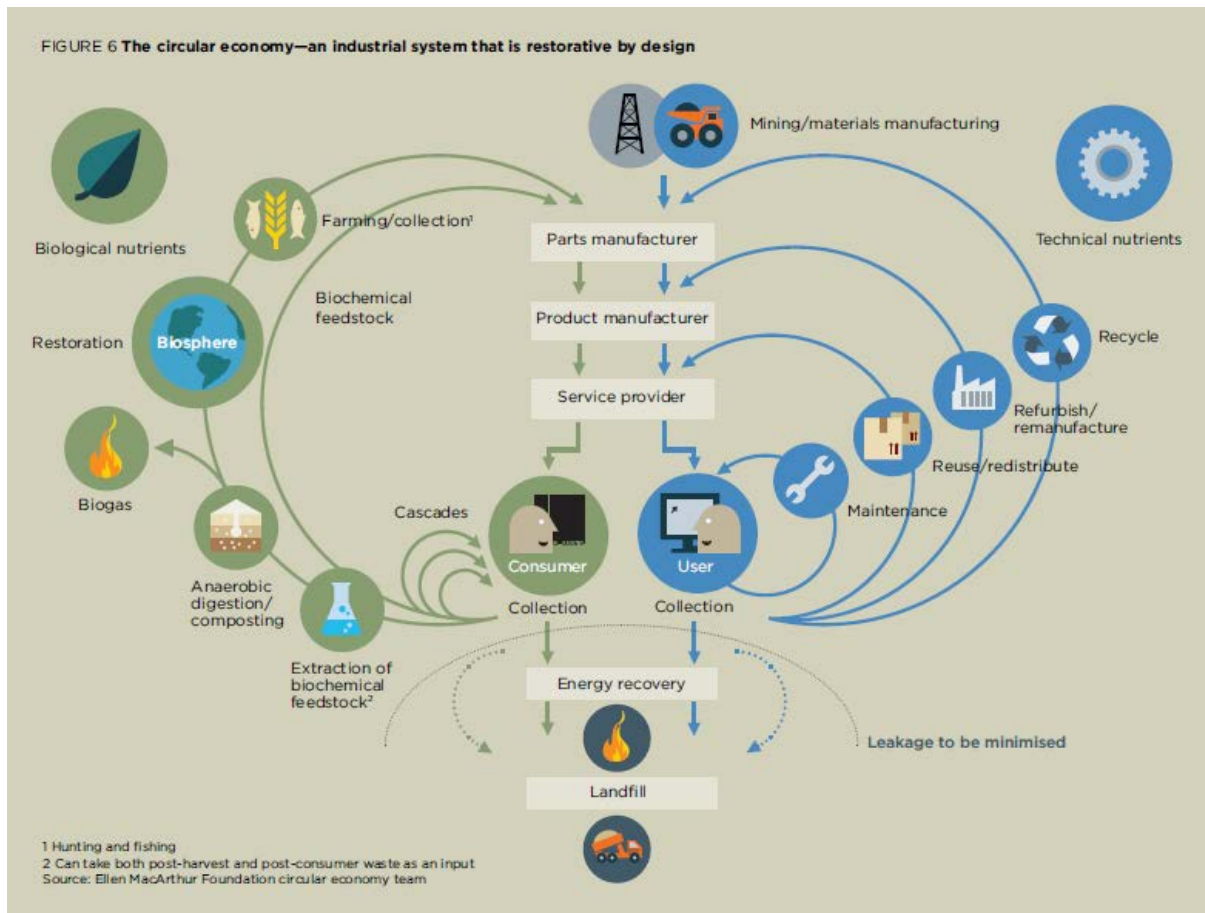 FIGURE 6 The circular economy—an industrial system that is restorative by design
Mining/materials manufacturing
Biological nutrients
Technical nutrients
Farming/collection¹
Parts manufacturer
Biochemical
feedstock
Product manufacturer
Restoration
Biosphere
Recycle
Service provider
Refurbish/
remanufacture
Reuse/redistribute
Biogas
Cascades
Maintenance
Consumer
User
Anaerobic
digestion/
composting
Collection
Collection
Extraction of
biochemical
feedstock²
Energy recovery
Leakage to be minimised
Landfill
1 Hunting and fishing
2 Can take both post-harvest and post-consumer waste as an input
Source: Ellen MacArthur Foundation circular economy team